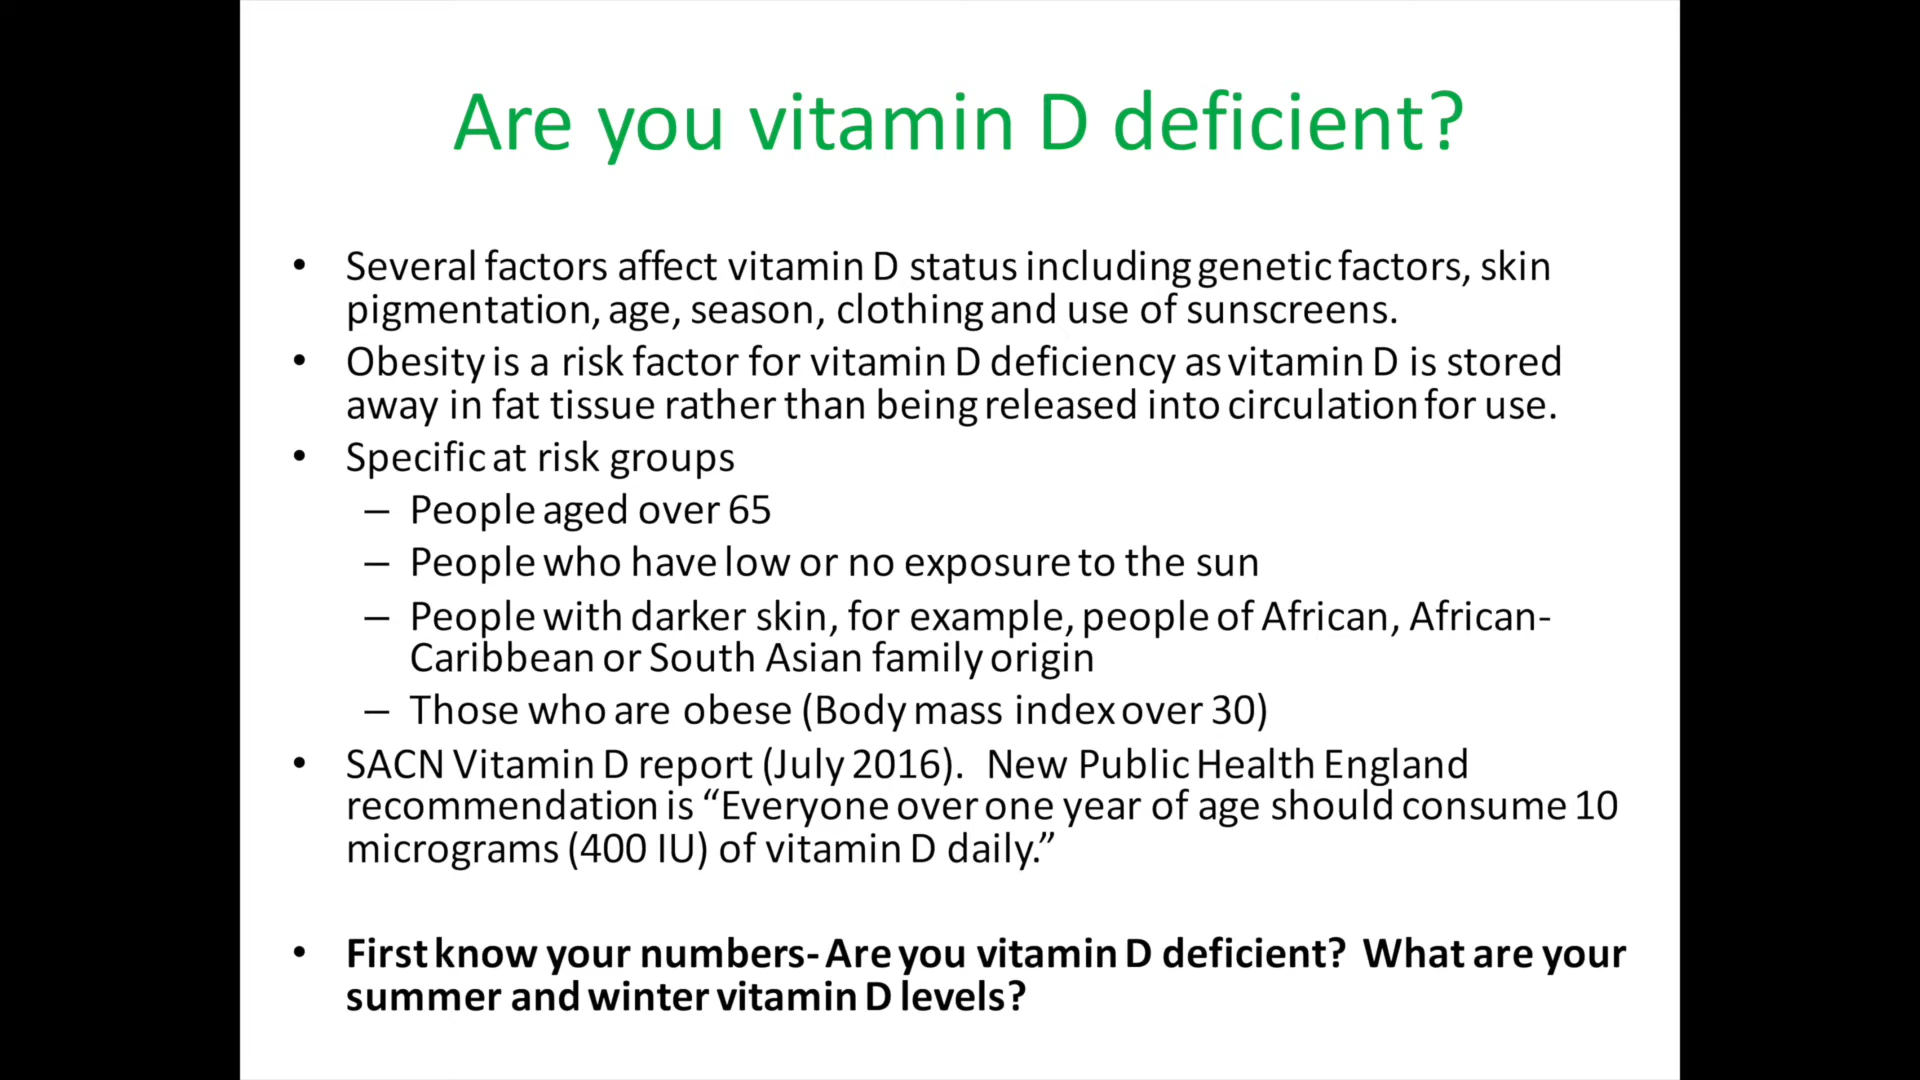 Are you vitamin D deficient?
• Several factors affect vitamin D status including genetic factors, skin
pigmentation, age, season, clothing and use of sunscreens.
• Obesity is a risk factor for vitamin D deficiency as vitamin D is stored
away in fat tissue rather than being released into circulation for use.
• Specific at risk groups
– People aged over 65
– People who have low or no exposure to the sun
– People with darker skin, for example, people of African, African-
Caribbean or South Asian family origin
– Those who are obese (Body mass index over 30)
• SACN Vitamin D report (July 2016).  New Public Health England
recommendation is “Everyone over one year of age should consume 10
micrograms (400 IU) of vitamin D daily.”
• First know your numbers- Are you vitamin D deficient?  What are your
summer and winter vitamin D levels?